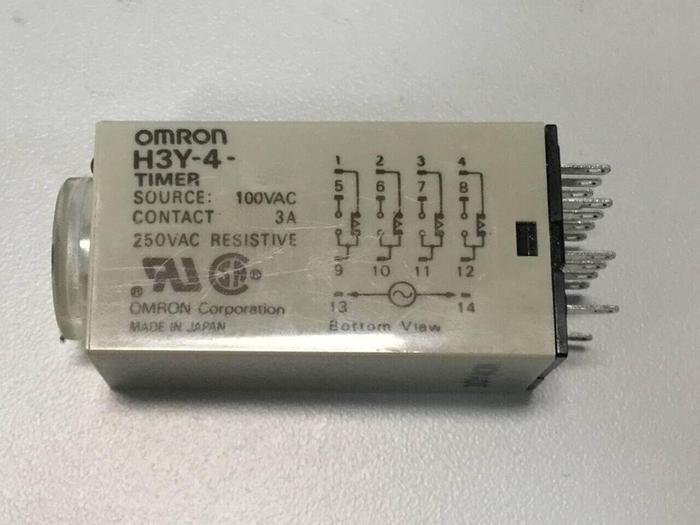 OMRON
H3Y-4-
TIMER
SOURCE: 100VAC
CONTACT 3A
250VAC RESISTIVE
OMRON Corporation
MADE IN JAPAN
1 2 3 4
5 6 7 8
9 10 11 12
13 14
Bottom View